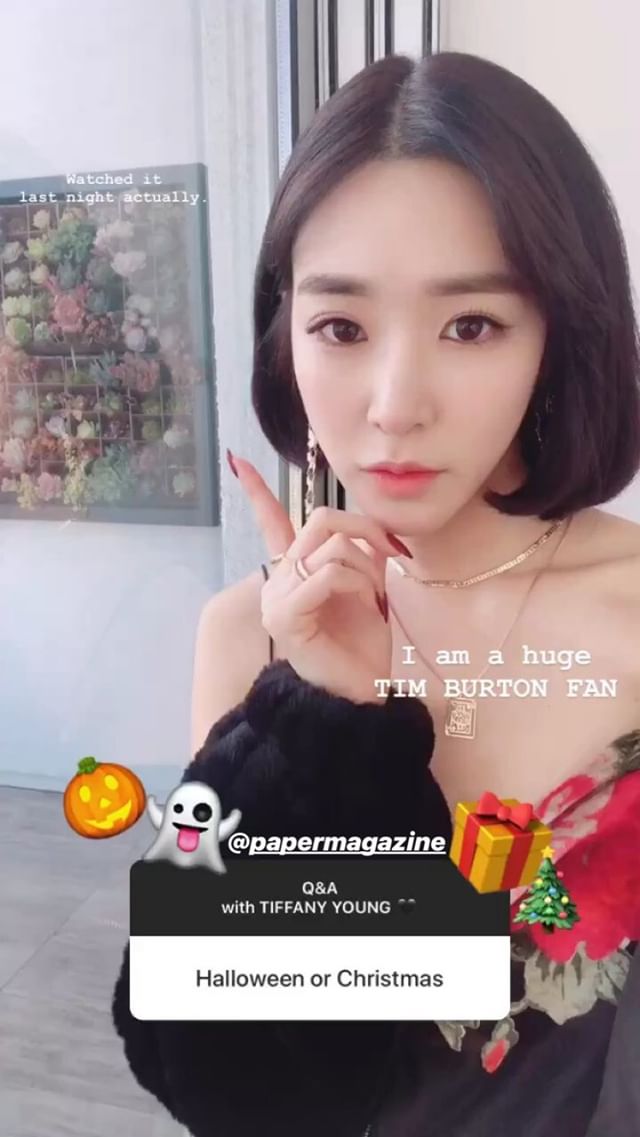 Watched it
last night actually.
I am a huge
TIM BURTON FAN
@papermagazine
Q&A
with TIFFANY YOUNG 🖤
Halloween or Christmas